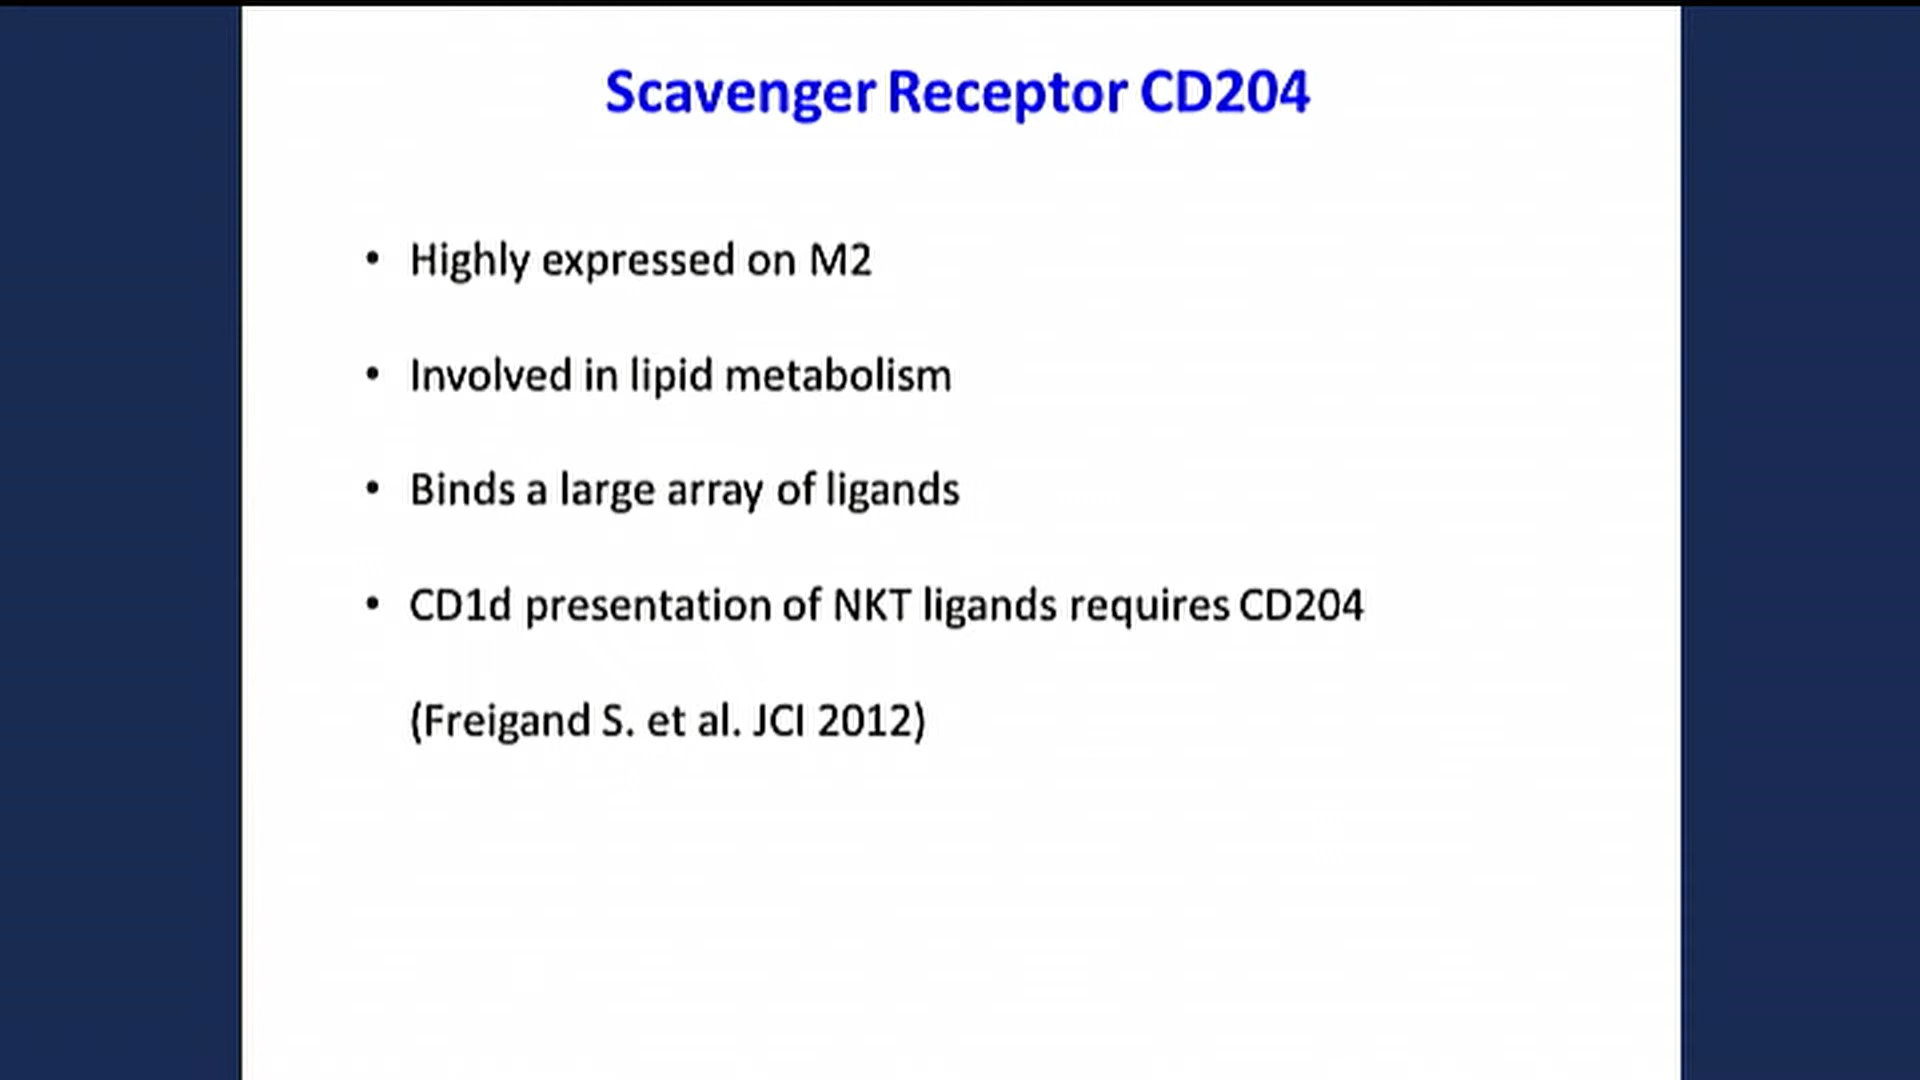 Scavenger Receptor CD204
• Highly expressed on M2
• Involved in lipid metabolism
• Binds a large array of ligands
• CD1d presentation of NKT ligands requires CD204
(Freigand S. et al. JCI 2012)